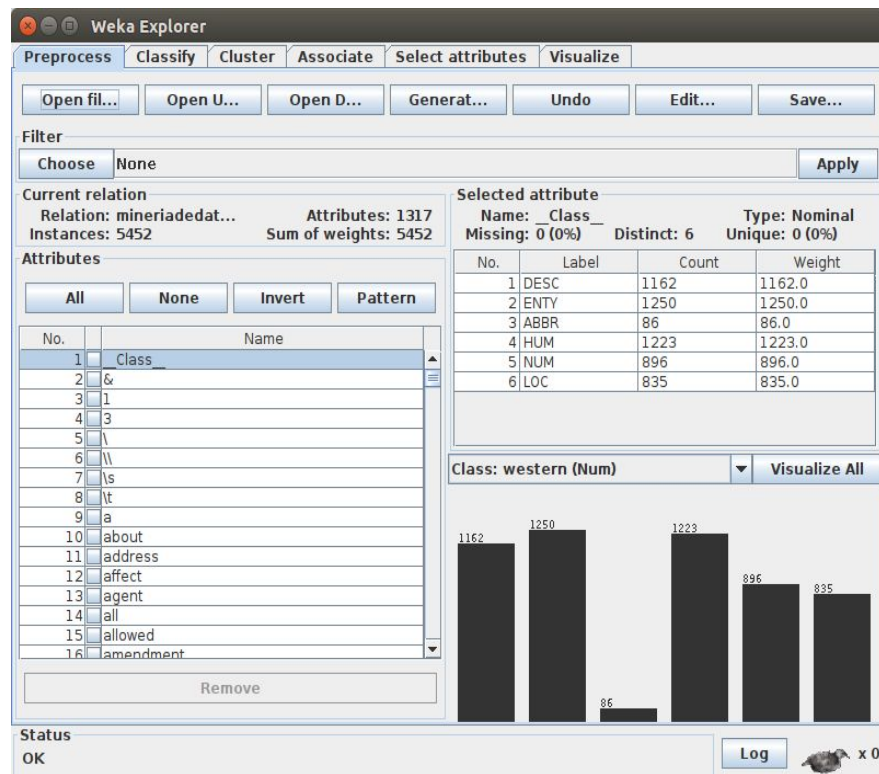 Weka Explorer
Preprocess Classify Cluster Associate Select attributes Visualize
Open fil... Open U... Open D... Generat... Undo Edit... Save...
Filter
Choose None Apply
Current relation
Relation: mineriadedat... Attributes: 1317
Instances: 5452 Sum of weights: 5452
Attributes
All None Invert Pattern
No. Name
1 __Class__
2 &
3 1
4 3
5 \
6 \\
7 \s
8 \t
9 a
10 about
11 address
12 affect
13 agent
14 all
15 allowed
16 amendment
Remove
Selected attribute
Name: __Class__ Type: Nominal
Missing: 0 (0%) Distinct: 6 Unique: 0 (0%)
No. Label Count Weight
1 DESC 1162 1162.0
2 ENTY 1250 1250.0
3 ABBR 86 86.0
4 HUM 1223 1223.0
5 NUM 896 896.0
6 LOC 835 835.0
Class: western (Num) Visualize All
1162 1250 86 1223 896 835
Status
OK Log x 0